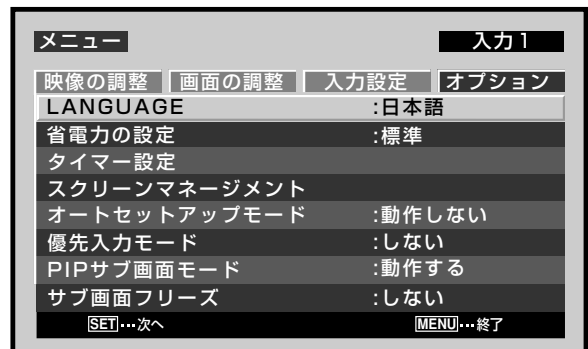 メニュー 入力1
映像の調整 画面の調整 入力設定 オプション
LANGUAGE :日本語
省電力の設定 :標準
タイマー設定
スクリーンマネージメント
オートセットアップモード :動作しない
優先入力モード :しない
PIPサブ画面モード :動作する
サブ画面フリーズ :しない
SET…次へ MENU…終了